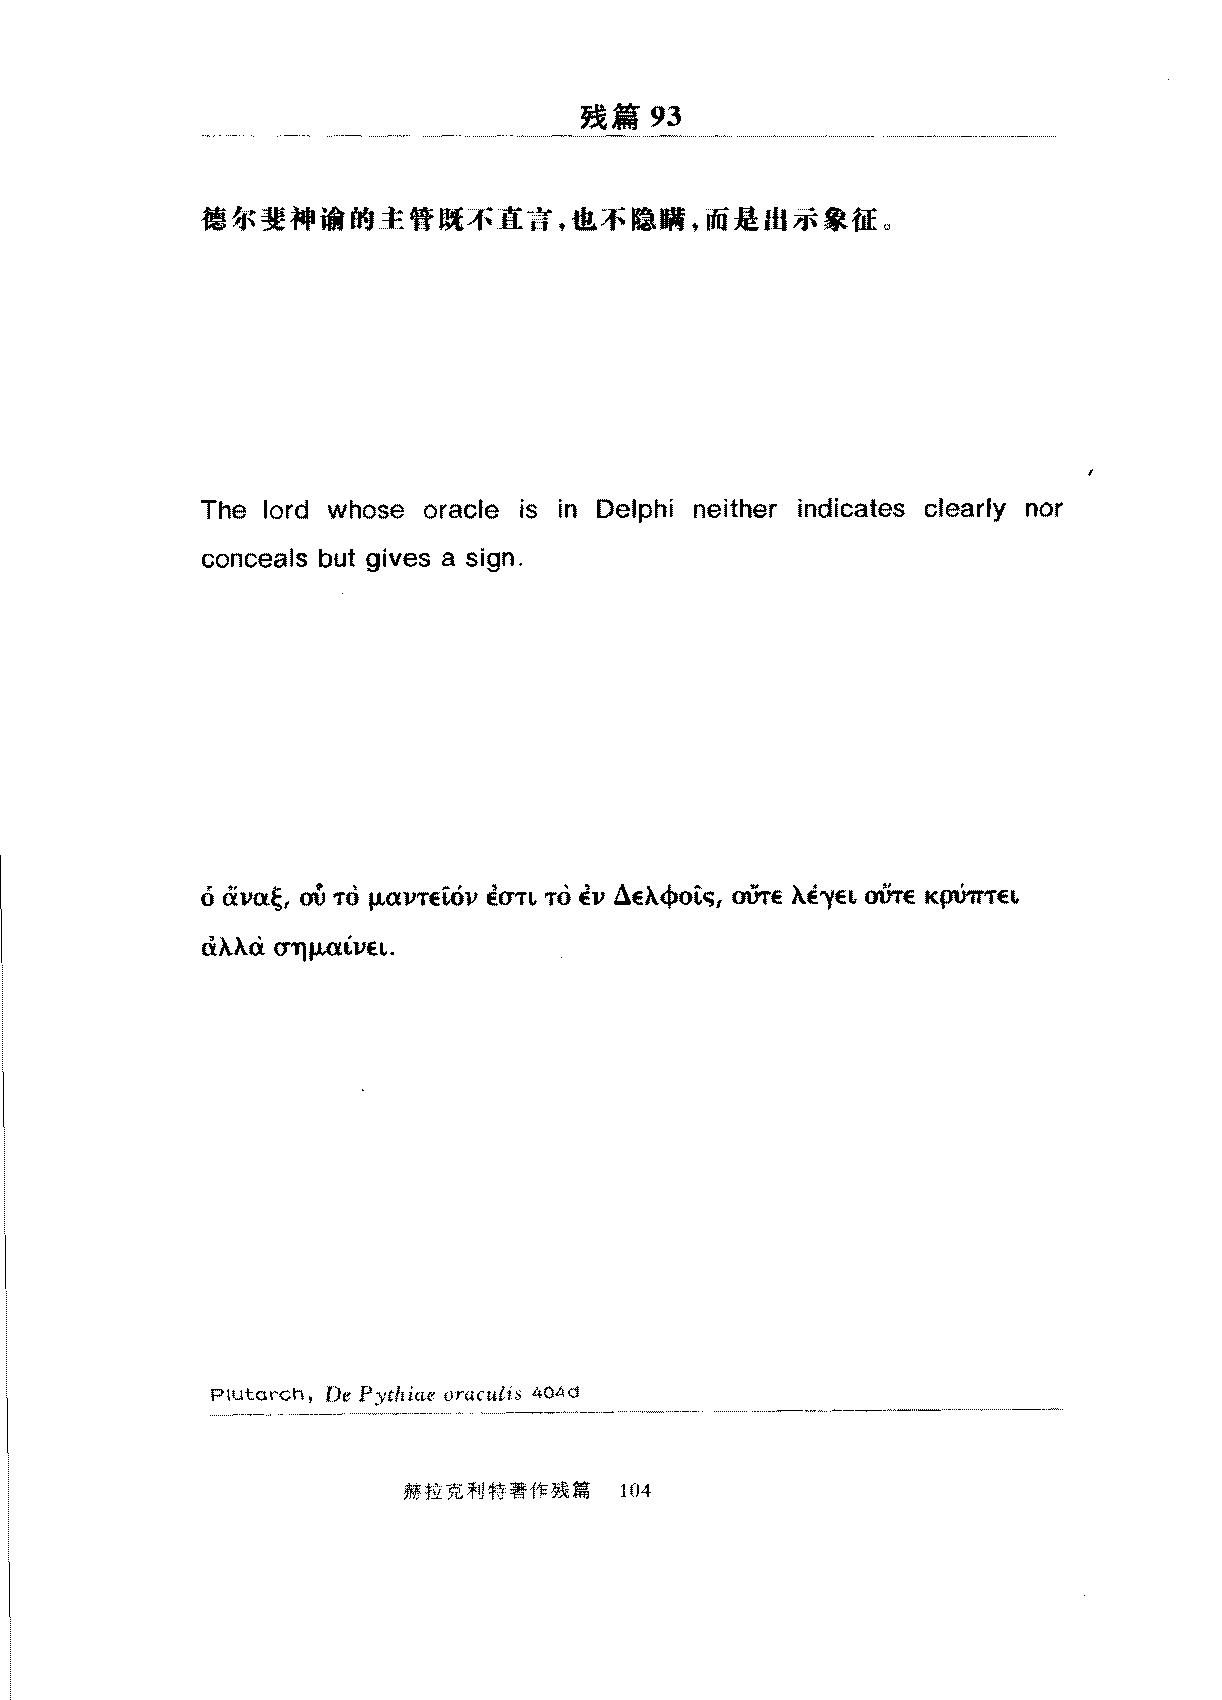 残篇 93
德尔斐神谕的主管既不直言,也不隐瞒,而是出示象征。
The lord whose oracle is in Delphi neither indicates clearly nor
conceals but gives a sign.
ὁ ἄναξ, οὗ τὸ μαντεῖόν ἐστι τὸ ἐν Δελφοῖς, οὔτε λέγει οὔτε κρύπτει
ἀλλὰ σημαίνει.
Plutarch, De Pythiae oraculis 404d
赫拉克利特著作残篇 104